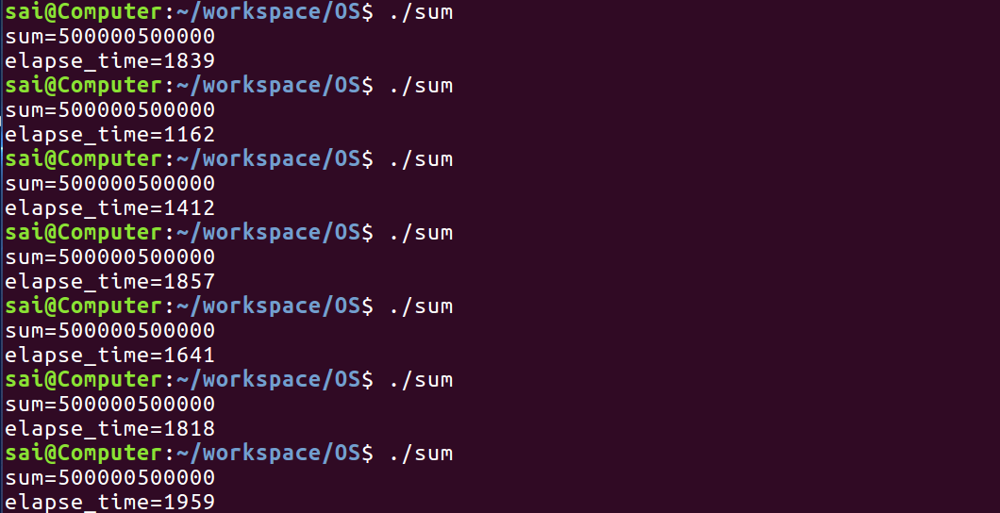 sai@Computer:~/workspace/OS$ ./sum
sum=500000500000
elapse_time=1839
sai@Computer:~/workspace/OS$ ./sum
sum=500000500000
elapse_time=1162
sai@Computer:~/workspace/OS$ ./sum
sum=500000500000
elapse_time=1412
sai@Computer:~/workspace/OS$ ./sum
sum=500000500000
elapse_time=1857
sai@Computer:~/workspace/OS$ ./sum
sum=500000500000
elapse_time=1641
sai@Computer:~/workspace/OS$ ./sum
sum=500000500000
elapse_time=1818
sai@Computer:~/workspace/OS$ ./sum
sum=500000500000
elapse_time=1959